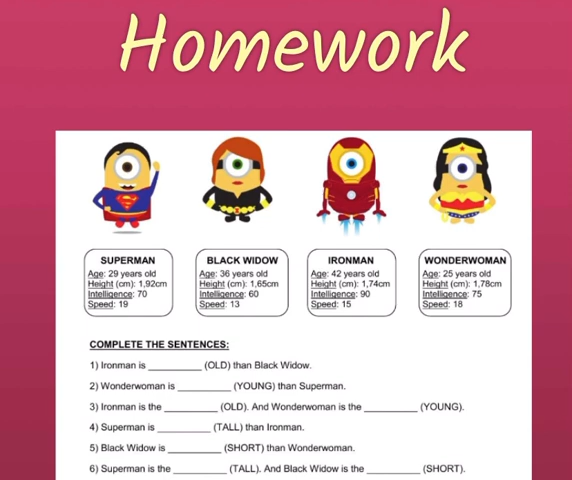 Homework
SUPERMAN
Age: 29 years old
Height (cm): 1,92cm
Intelligence: 70
Speed: 19
BLACK WIDOW
Age: 36 years old
Height (cm): 1,65cm
Intelligence: 60
Speed: 13
IRONMAN
Age: 42 years old
Height (cm): 1,74cm
Intelligence: 90
Speed: 15
WONDERWOMAN
Age: 25 years old
Height (cm): 1,78cm
Intelligence: 75
Speed: 18
COMPLETE THE SENTENCES:
1) Ironman is __________ (OLD) than Black Widow.
2) Wonderwoman is __________ (YOUNG) than Superman.
3) Ironman is the __________ (OLD). And Wonderwoman is the __________ (YOUNG).
4) Superman is __________ (TALL) than Ironman.
5) Black Widow is __________ (SHORT) than Wonderwoman.
6) Superman is the __________ (TALL). And Black Widow is the __________ (SHORT).